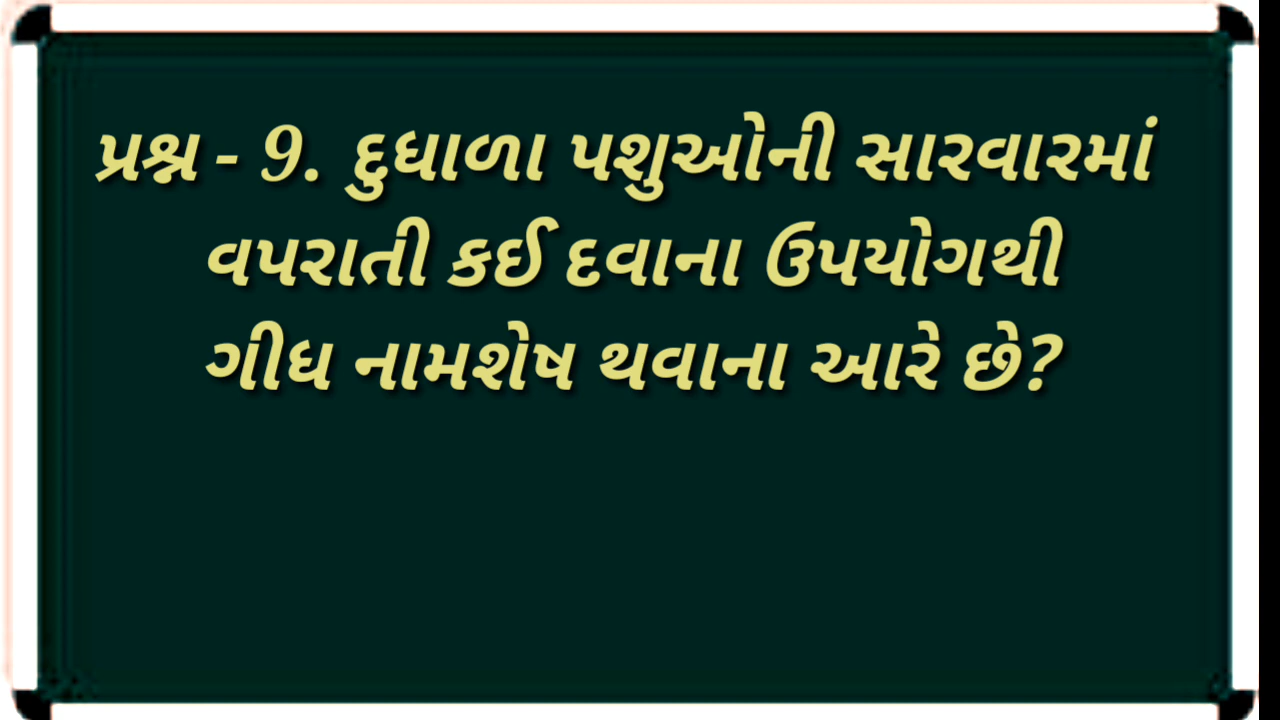 પ્રશ્ન - 9. દુધાળા પશુઓની સારવારમાં
વપરાતી કઈ દવાના ઉપયોગથી
ગીધ નામશેષ થવાના આરે છે?